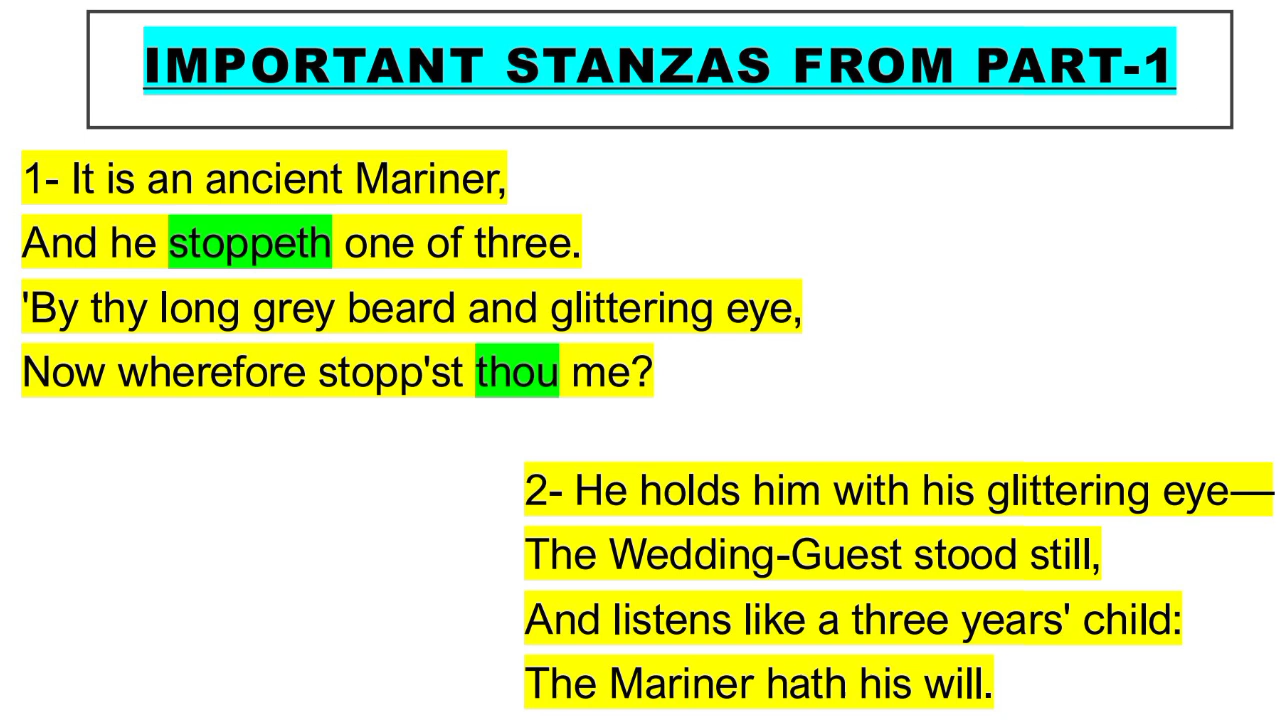 IMPORTANT STANZAS FROM PART-1
1- It is an ancient Mariner,
And he stoppeth one of three.
'By thy long grey beard and glittering eye,
Now wherefore stopp'st thou me?
2- He holds him with his glittering eye—
The Wedding-Guest stood still,
And listens like a three years' child:
The Mariner hath his will.